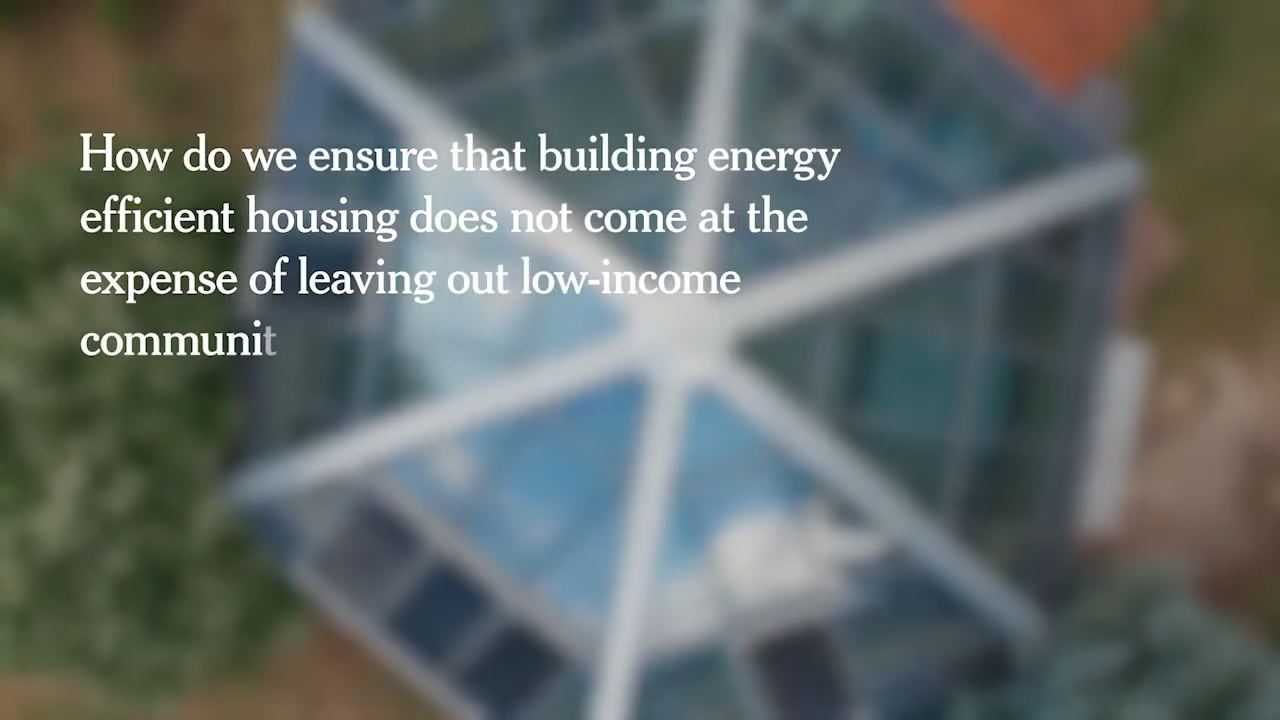 How do we ensure that building energy
efficient housing does not come at the
expense of leaving out low-income
communit